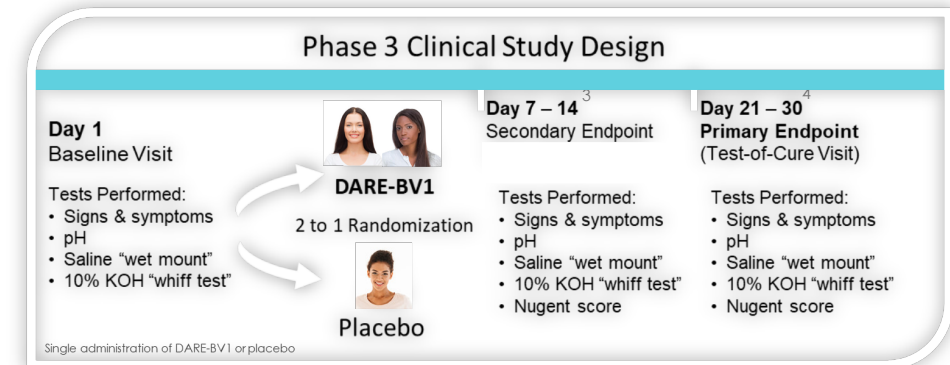 Phase 3 Clinical Study Design
Day 1
Baseline Visit
Tests Performed:
• Signs & symptoms
• pH
• Saline “wet mount”
• 10% KOH “whiff test”
DARE-BV1
2 to 1 Randomization
Placebo
Day 7 – 14 3
Secondary Endpoint
Tests Performed:
• Signs & symptoms
• pH
• Saline “wet mount”
• 10% KOH “whiff test”
• Nugent score
Day 21 – 30 4
Primary Endpoint
(Test-of-Cure Visit)
Tests Performed:
• Signs & symptoms
• pH
• Saline “wet mount”
• 10% KOH “whiff test”
• Nugent score
Single administration of DARE-BV1 or placebo